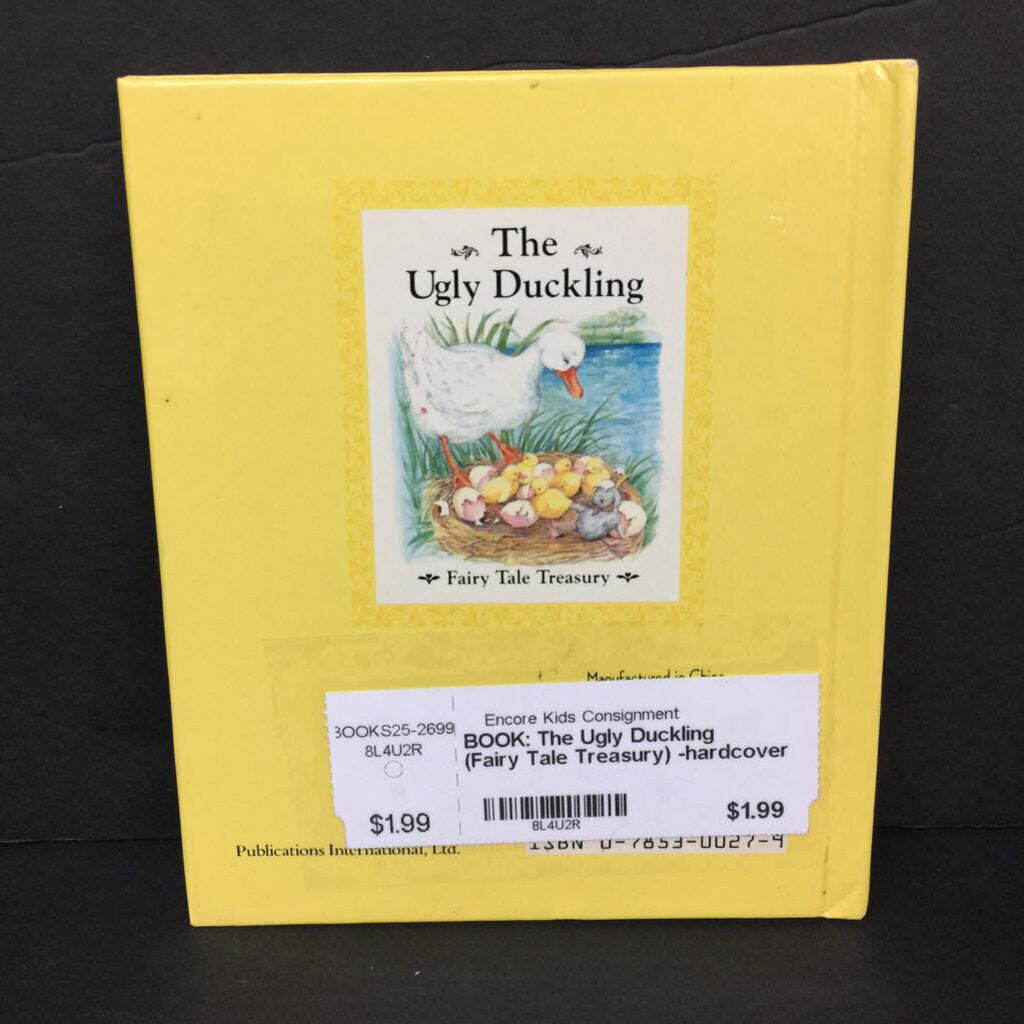 The
Ugly Duckling
Fairy Tale Treasury
Manufactured in China
BOOKS25-2699
8L4U2R
$1.99
Encore Kids Consignment
BOOK: The Ugly Duckling
(Fairy Tale Treasury) -hardcover
8L4U2R
$1.99
Publications International, Ltd.
ISBN 0-7853-0027-9